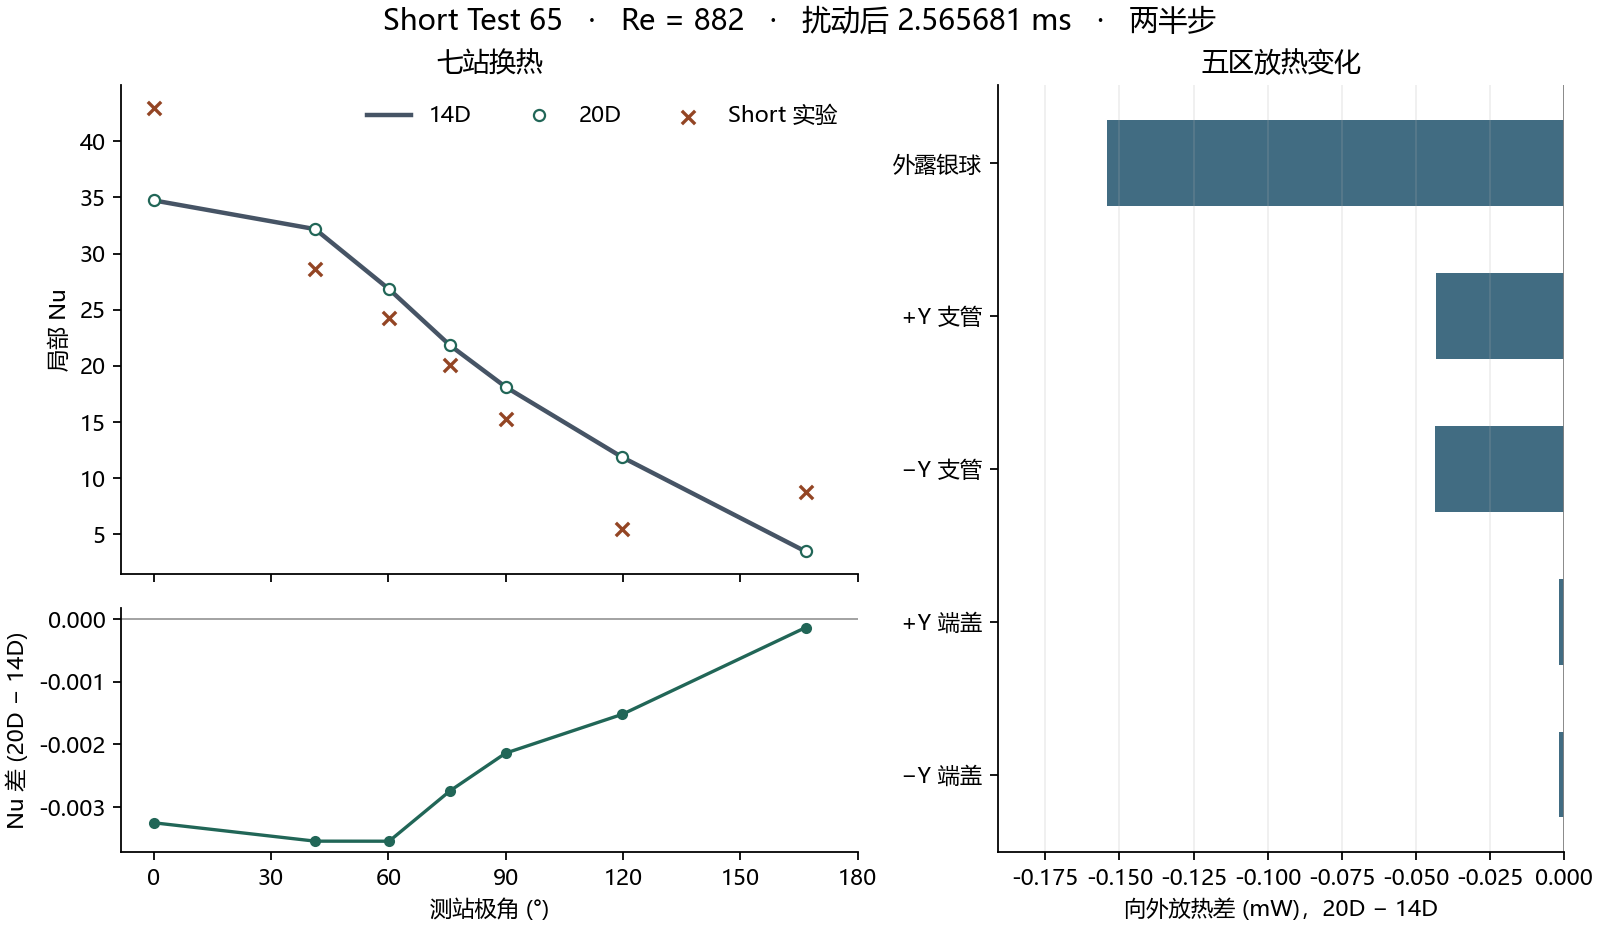 Short Test 65 · Re = 882 · 扰动后 2.565681 ms · 两半步
七站换热
14D
20D
Short 实验
局部 Nu
40
35
30
25
20
15
10
5
Nu 差 (20D − 14D)
0.000
-0.001
-0.002
-0.003
0 30 60 90 120 150 180
测站极角 (°)
五区放热变化
外露银球
+Y 支管
−Y 支管
+Y 端盖
−Y 端盖
-0.175 -0.150 -0.125 -0.100 -0.075 -0.050 -0.025 0.000
向外放热差 (mW)，20D − 14D